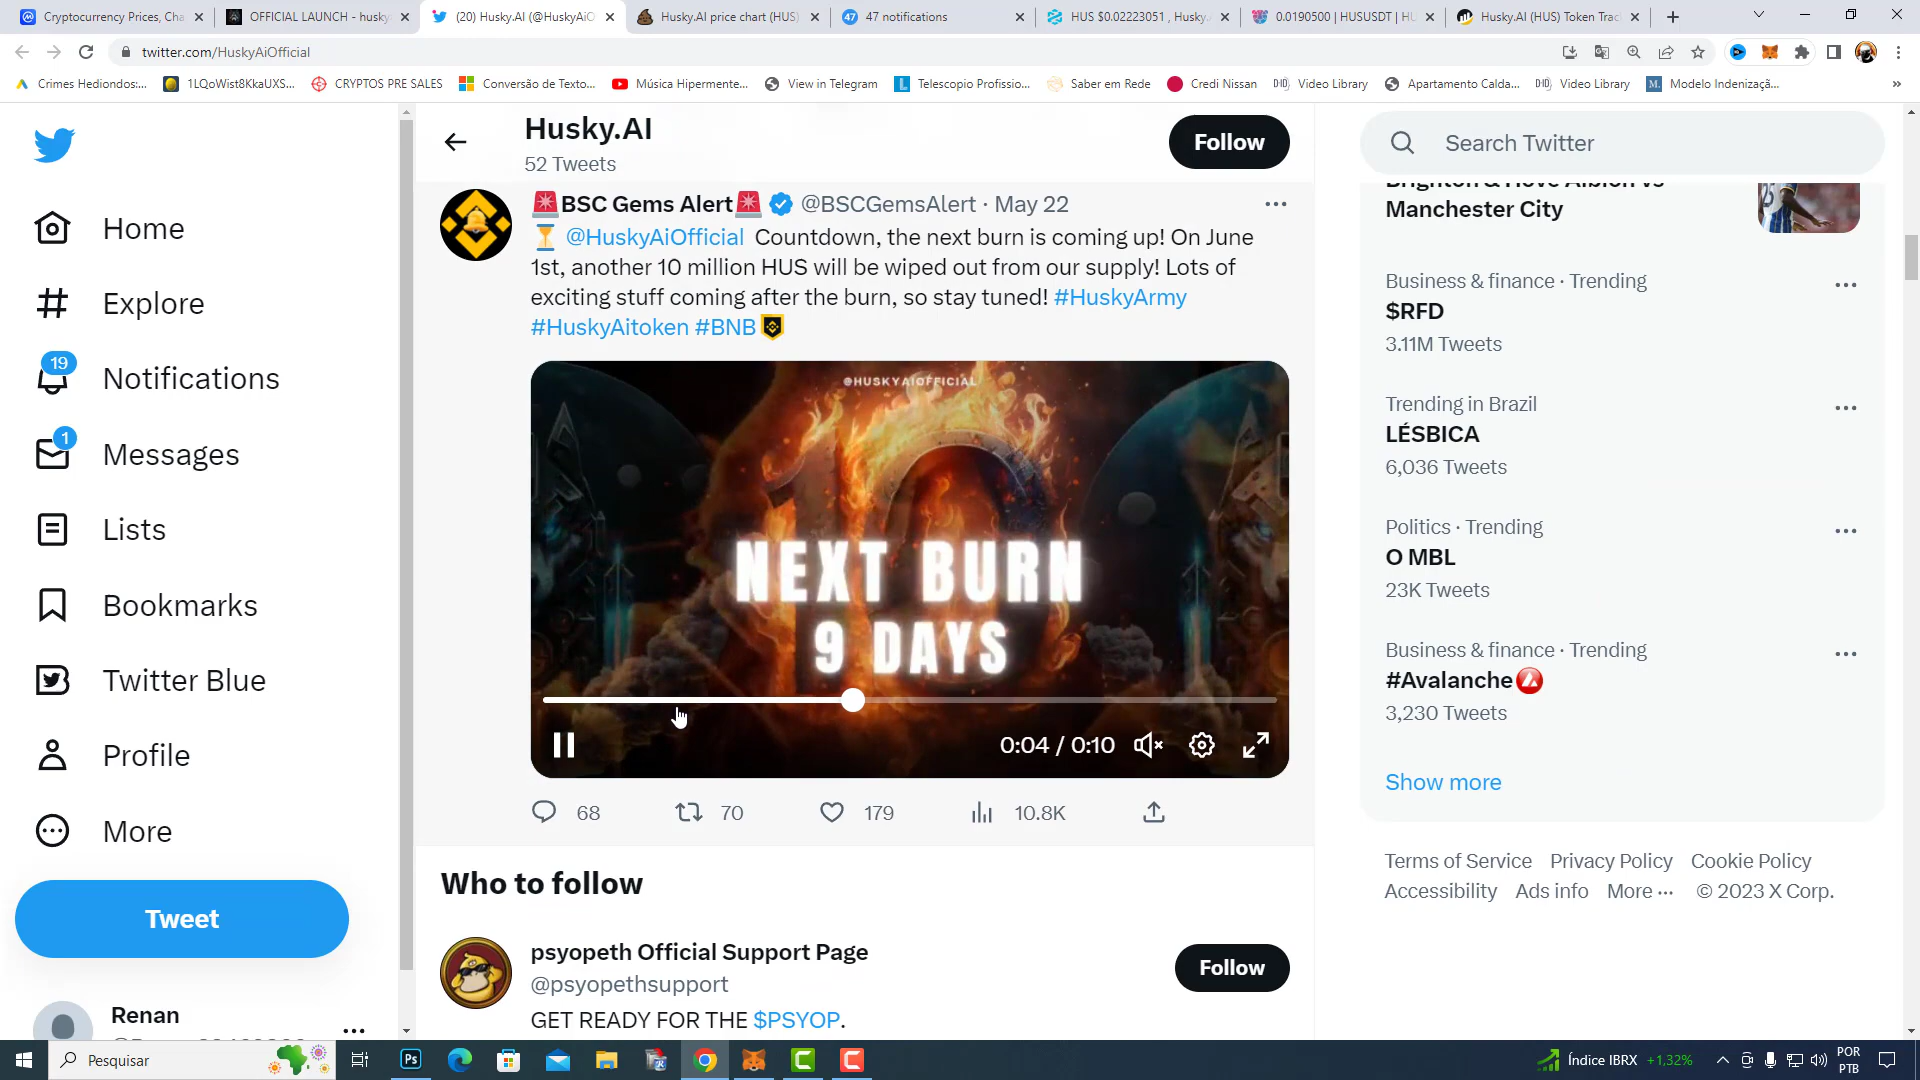 Cryptocurrency Prices, Cha
OFFICIAL LAUNCH - husky
(20) Husky.AI (@HuskyAiO
Husky.AI price chart (HUS)
47 notifications
HUS $0.02223051 , Husky.
0.0190500 | HUSUSDT | HU
Husky.AI (HUS) Token Trac
twitter.com/HuskyAiOfficial
Crimes Hediondos:...
1LQoWist8KkaUXS...
CRYPTOS PRE SALES
Conversão de Texto...
Música Hipermente...
View in Telegram
Telescopio Profissio...
Saber em Rede
Credi Nissan
Video Library
Apartamento Calda...
Video Library
Modelo Indenizaçã...
Home
Explore
19
Notifications
1
Messages
Lists
Bookmarks
Twitter Blue
Profile
More
Tweet
Renan
Husky.AI
52 Tweets
Follow
BSC Gems Alert @BSCGemsAlert · May 22
@HuskyAiOfficial Countdown, the next burn is coming up! On June
1st, another 10 million HUS will be wiped out from our supply! Lots of
exciting stuff coming after the burn, so stay tuned! #HuskyArmy
#HuskyAitoken #BNB
@HUSKYAIOFFICIAL
10
NEXT BURN
9 DAYS
0:04 / 0:10
68
70
179
10.8K
Who to follow
psyopeth Official Support Page
@psyopethsupport
Follow
GET READY FOR THE $PSYOP.
Search Twitter
Brighton & Hove Albion vs
Manchester City
Business & finance · Trending
$RFD
3.11M Tweets
Trending in Brazil
LÉSBICA
6,036 Tweets
Politics · Trending
O MBL
23K Tweets
Business & finance · Trending
#Avalanche
3,230 Tweets
Show more
Terms of Service Privacy Policy Cookie Policy
Accessibility Ads info More ··· © 2023 X Corp.
Pesquisar
Ps
Índice IBRX +1,32%
POR
PTB